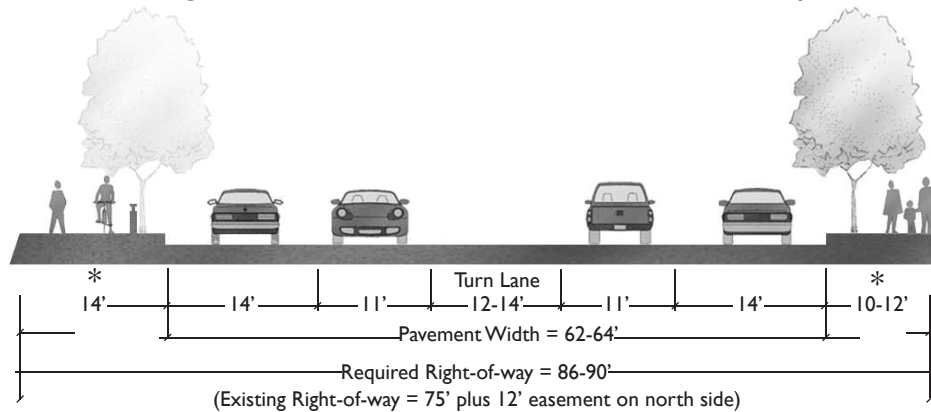 * Turn Lane *
14’ 14’ 11’ 12-14’ 11’ 14’ 10-12’
Pavement Width = 62-64’
Required Right-of-way = 86-90’
(Existing Right-of-way = 75’ plus 12’ easement on north side)